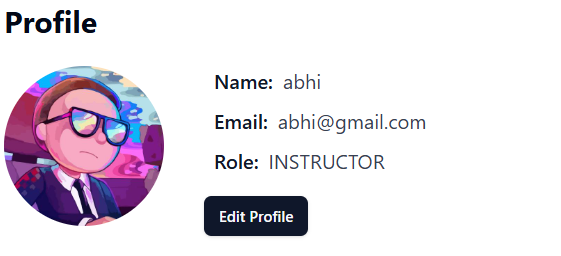 Profile
Name: abhi
Email: abhi@gmail.com
Role: INSTRUCTOR
Edit Profile